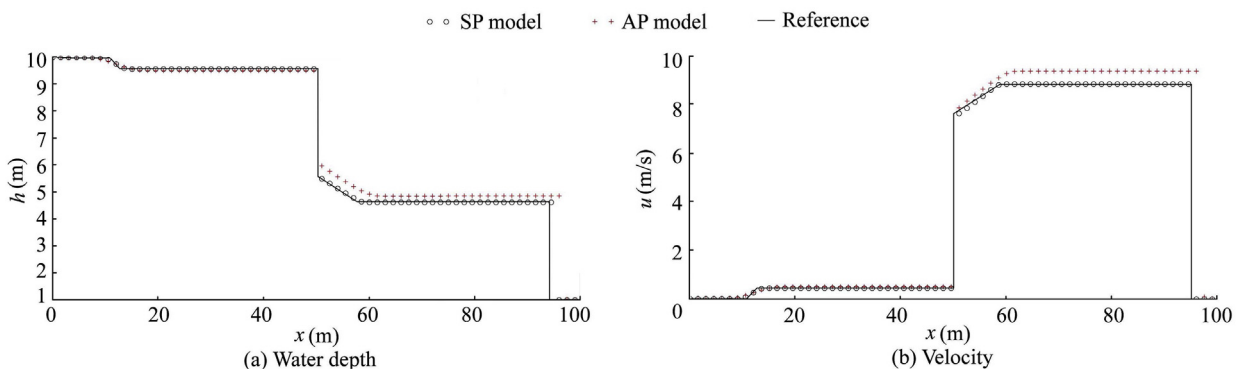 SP model AP model Reference
10
9
8
7
6
5
4
3
2
1
h (m)
0 20 40 60 80 100
x (m)
(a) Water depth
10
8
6
4
2
0
u (m/s)
0 20 40 60 80 100
x (m)
(b) Velocity